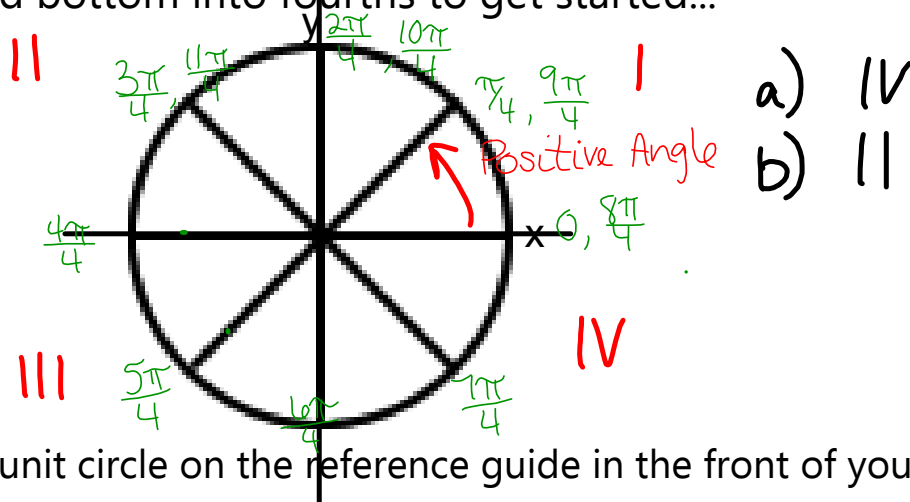 d bottom into fourths to get started...
y 2π/4, 10π/4
II 3π/4, 11π/4 π/4, 9π/4 I a) IV
Positive Angle b) II
4π/4 x 0, 8π/4
III 5π/4 6π/4 7π/4 IV
unit circle on the reference guide in the front of you